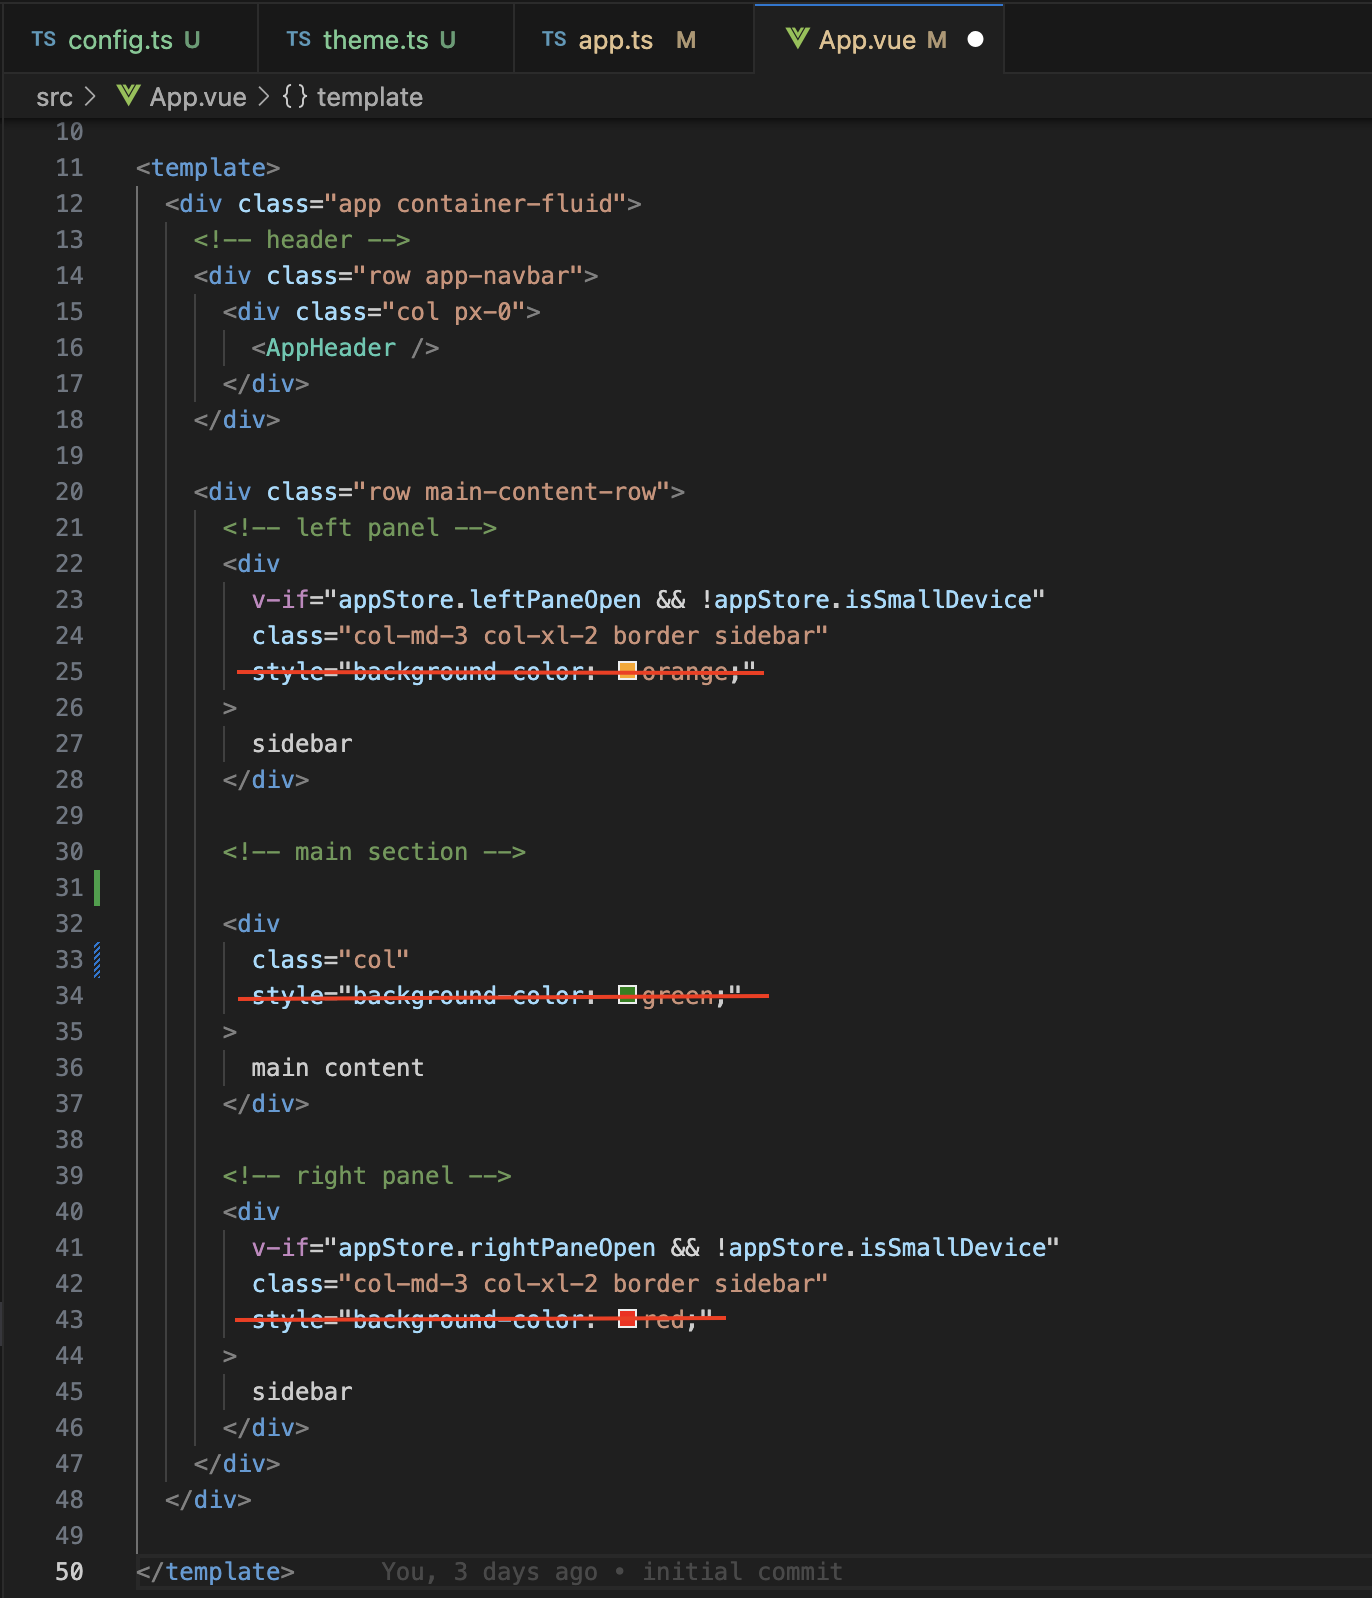 TS config.ts U TS theme.ts U TS app.ts M App.vue M
src > App.vue > {} template
10
11 <template>
12 <div class="app container-fluid">
13 <!-- header -->
14 <div class="row app-navbar">
15 <div class="col px-0">
16 <AppHeader />
17 </div>
18 </div>
19
20 <div class="row main-content-row">
21 <!-- left panel -->
22 <div
23 v-if="appStore.leftPaneOpen && !appStore.isSmallDevice"
24 class="col-md-3 col-xl-2 border sidebar"
25 style="background-color: orange;"
26 >
27 sidebar
28 </div>
29
30 <!-- main section -->
31
32 <div
33 class="col"
34 style="background-color: green;"
35 >
36 main content
37 </div>
38
39 <!-- right panel -->
40 <div
41 v-if="appStore.rightPaneOpen && !appStore.isSmallDevice"
42 class="col-md-3 col-xl-2 border sidebar"
43 style="background-color: red;"
44 >
45 sidebar
46 </div>
47 </div>
48 </div>
49
50 </template> You, 3 days ago • initial commit